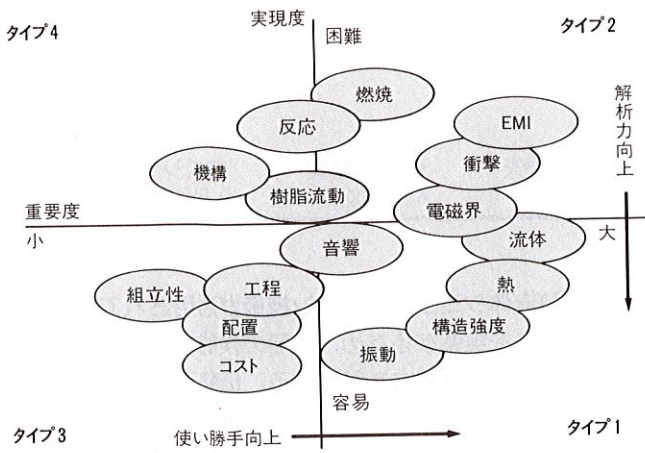 タイプ4
実現度
困難
タイプ2
燃焼
反応
EMI
衝撃
機構
樹脂流動
電磁界
解析力向上
重要度
小
音響
流体
大
組立性
工程
熱
配置
構造強度
コスト
振動
容易
タイプ3
使い勝手向上
タイプ1